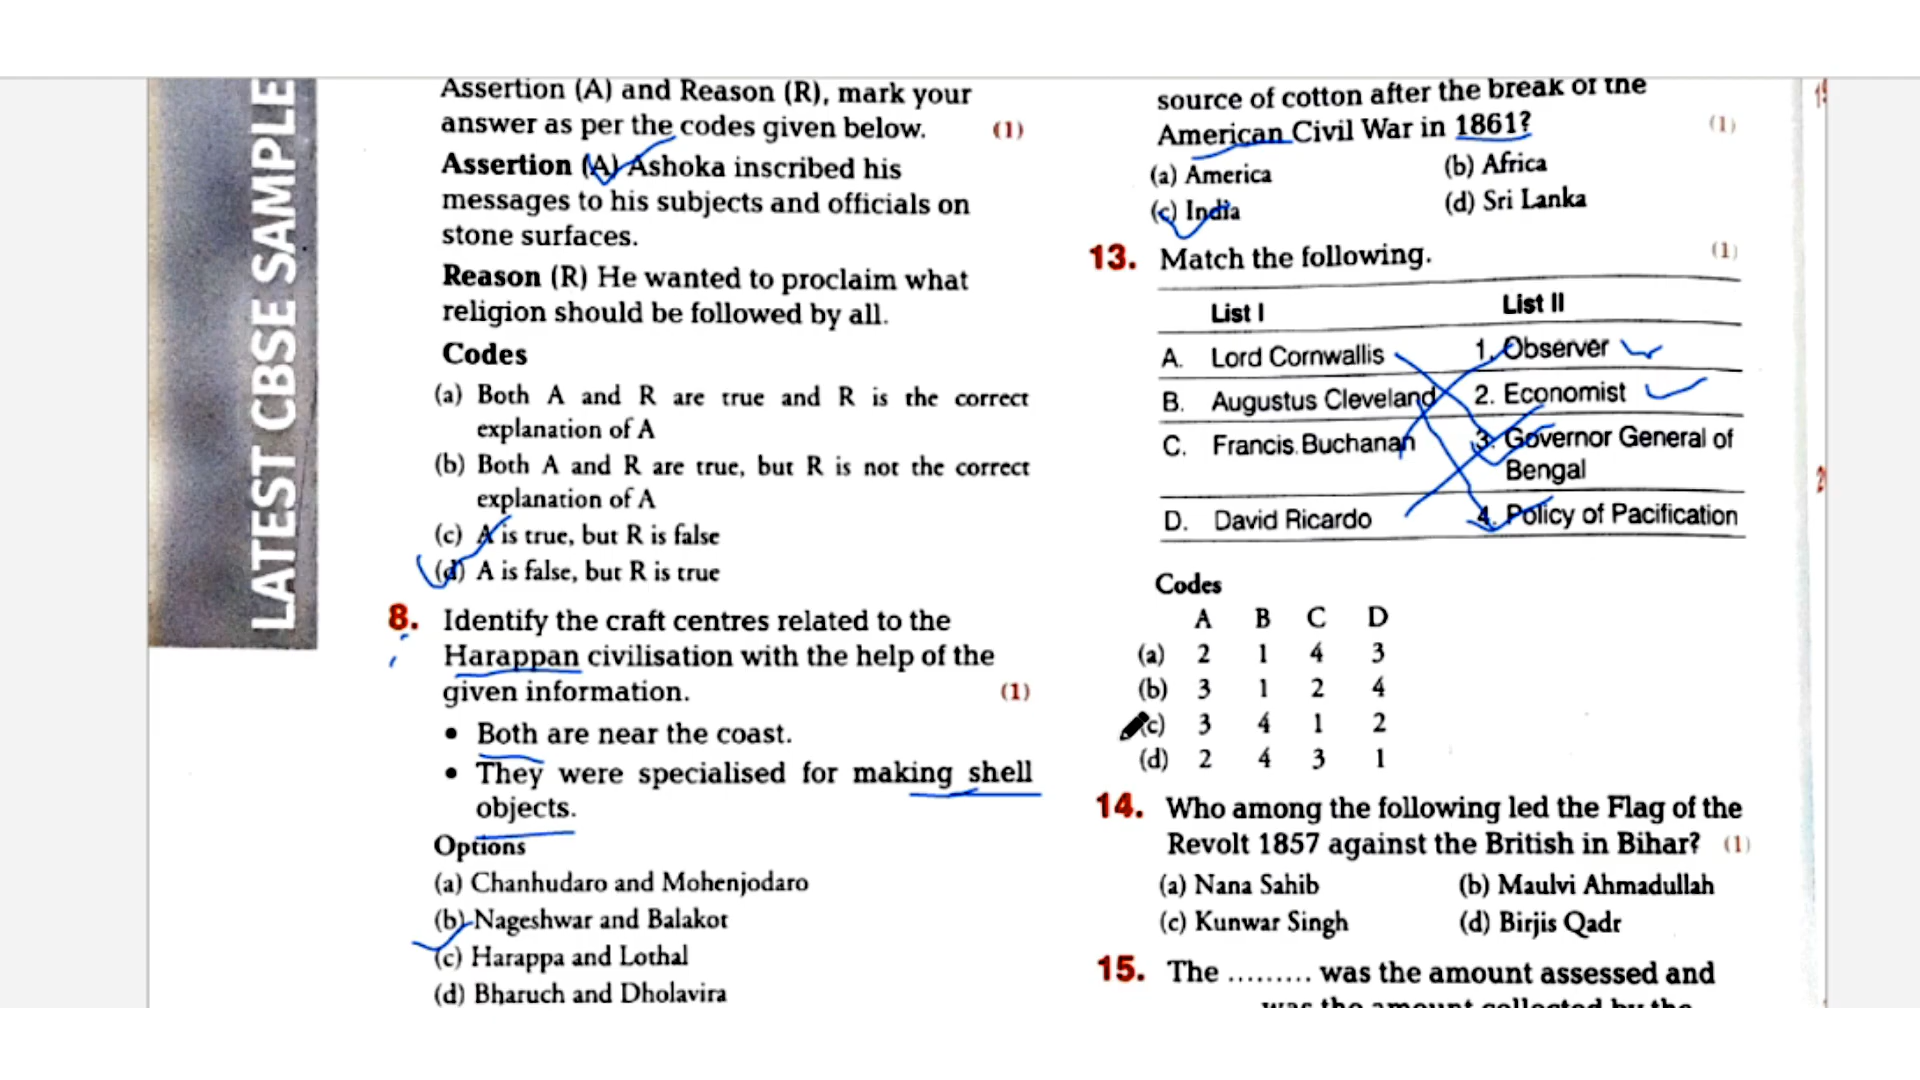 LATEST CBSE SAMPLE
Assertion (A) and Reason (R), mark your
answer as per the codes given below. (1)
Assertion (A) Ashoka inscribed his
messages to his subjects and officials on
stone surfaces.
Reason (R) He wanted to proclaim what
religion should be followed by all.
Codes
(a) Both A and R are true and R is the correct
explanation of A
(b) Both A and R are true, but R is not the correct
explanation of A
(c) A is true, but R is false
(d) A is false, but R is true
8. Identify the craft centres related to the
Harappan civilisation with the help of the
given information. (1)
• Both are near the coast.
• They were specialised for making shell
objects.
Options
(a) Chanhudaro and Mohenjodaro
(b) Nageshwar and Balakot
(c) Harappa and Lothal
(d) Bharuch and Dholavira
source of cotton after the break of the
American Civil War in 1861? (1)
(a) America (b) Africa
(c) India (d) Sri Lanka
13. Match the following. (1)
List I List II
A. Lord Cornwallis 1. Observer
B. Augustus Cleveland 2. Economist
C. Francis Buchanan 3. Governor General of
Bengal
D. David Ricardo 4. Policy of Pacification
Codes
A B C D
(a) 2 1 4 3
(b) 3 1 2 4
(c) 3 4 1 2
(d) 2 4 3 1
14. Who among the following led the Flag of the
Revolt 1857 against the British in Bihar? (1)
(a) Nana Sahib (b) Maulvi Ahmadullah
(c) Kunwar Singh (d) Birjis Qadr
15. The ......... was the amount assessed and
was the amount collected by the